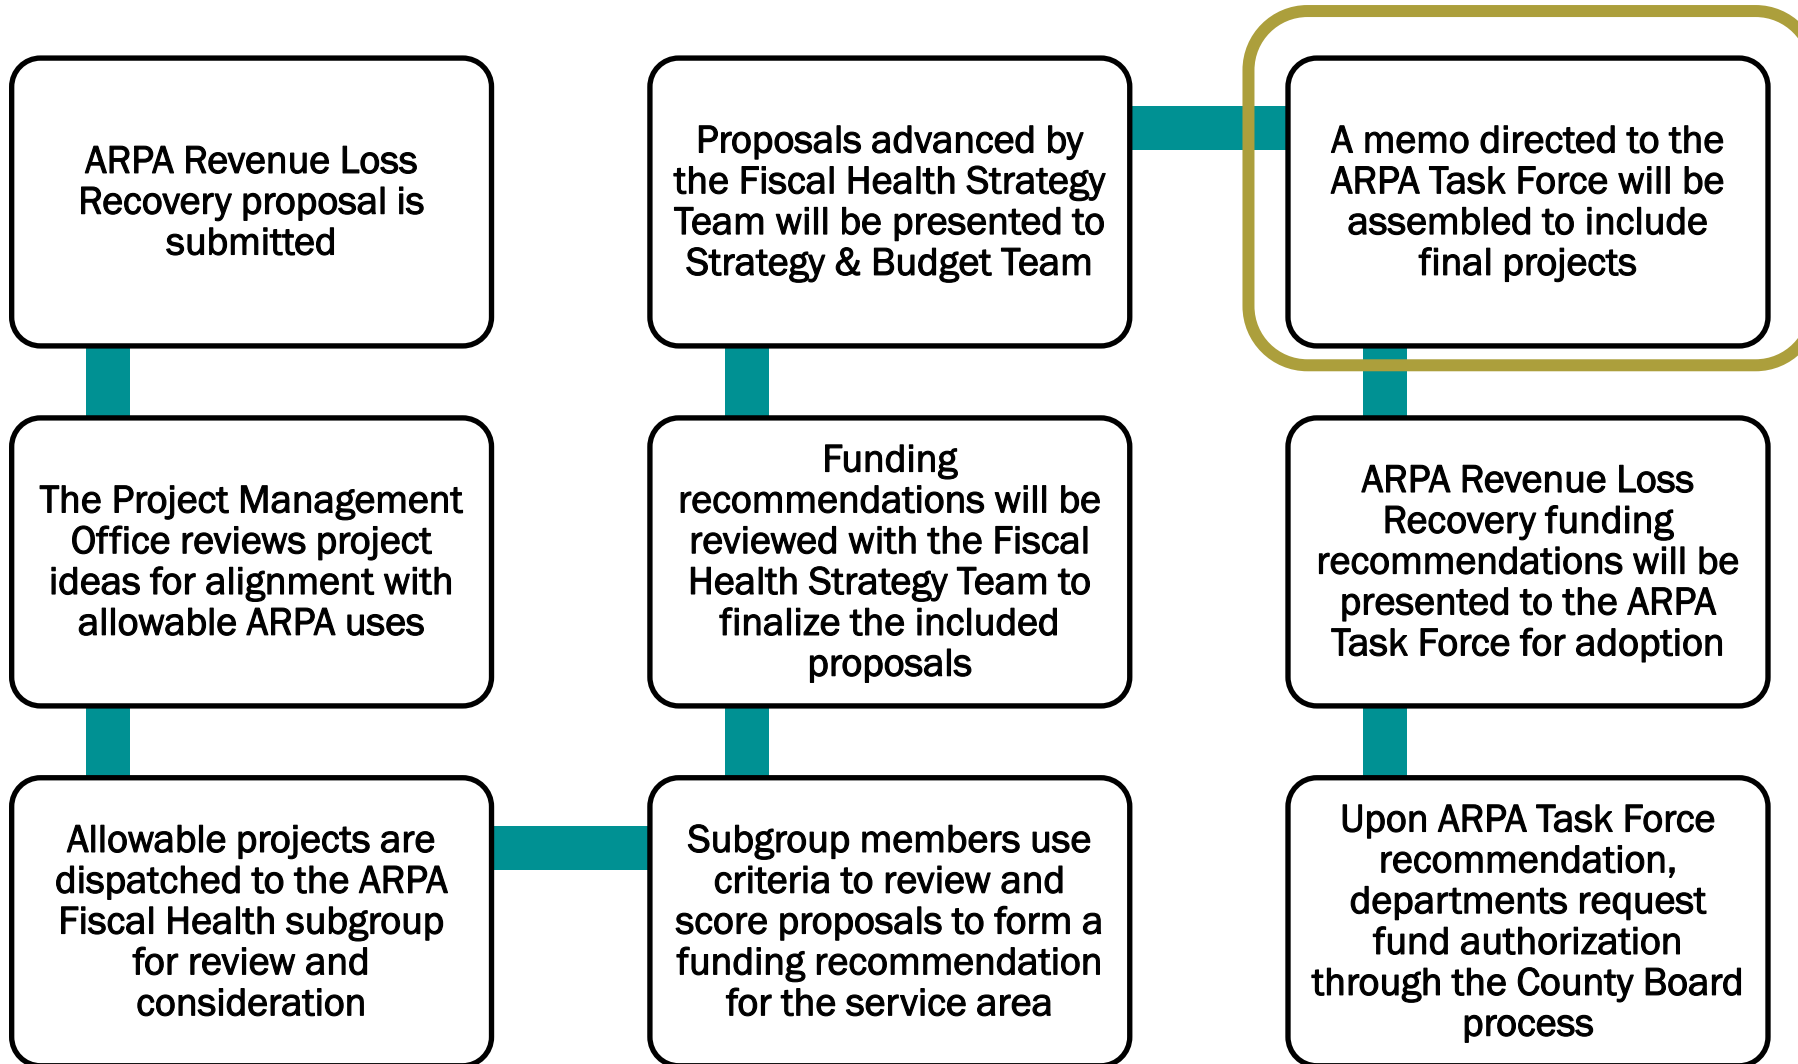 ARPA Revenue Loss
Recovery proposal is
submitted
The Project Management
Office reviews project
ideas for alignment with
allowable ARPA uses
Allowable projects are
dispatched to the ARPA
Fiscal Health subgroup
for review and
consideration
Subgroup members use
criteria to review and
score proposals to form a
funding recommendation
for the service area
Funding
recommendations will be
reviewed with the Fiscal
Health Strategy Team to
finalize the included
proposals
Proposals advanced by
the Fiscal Health Strategy
Team will be presented to
Strategy & Budget Team
A memo directed to the
ARPA Task Force will be
assembled to include
final projects
ARPA Revenue Loss
Recovery funding
recommendations will be
presented to the ARPA
Task Force for adoption
Upon ARPA Task Force
recommendation,
departments request
fund authorization
through the County Board
process